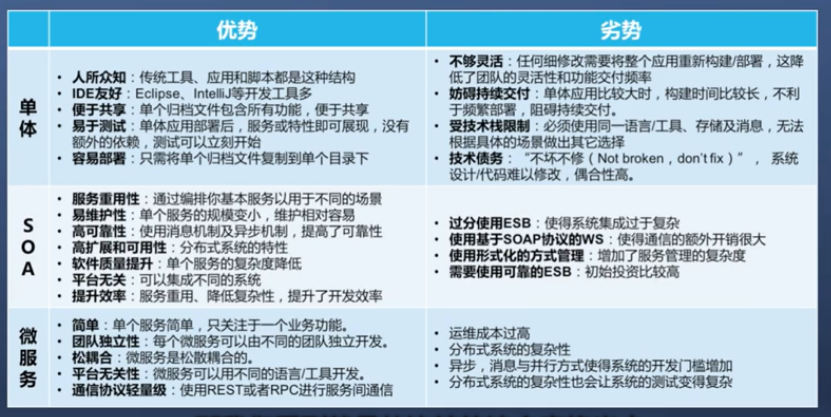 优势
劣势
单体
• 人所众知：传统工具、应用和脚本都是这种结构
• IDE友好：Eclipse、IntelliJ等开发工具多
• 便于共享：单个归档文件包含所有功能，便于共享
• 易于测试：单体应用部署后，服务或特性即可展现，没有
额外的依赖，测试可以立刻开始
• 容易部署：只需将单个归档文件复制到单个目录下
• 不够灵活：任何细修改需要将整个应用重新构建/部署，这降
低了团队的灵活性和功能交付频率
• 妨碍持续交付：单体应用比较大时，构建时间比较长，不利
于频繁部署，阻碍持续交付。
• 受技术栈限制：必须使用同一语言/工具、存储及消息，无法
根据具体的场景做出其它选择
• 技术债务：“不坏不修（Not broken，don't fix）”，系统
设计/代码难以修改，偶合性高。
SOA
• 服务重用性：通过编排你基本服务以用于不同的场景
• 易维护性：单个服务的规模变小，维护相对容易
• 高可靠性：使用消息机制及异步机制，提高了可靠性
• 高扩展和可用性：分布式系统的特性
• 软件质量提升：单个服务的复杂度降低
• 平台无关：可以集成不同的系统
• 提升效率：服务重用、降低复杂性，提升了开发效率
• 过分使用ESB：使得系统集成过于复杂
• 使用基于SOAP协议的WS：使得通信的额外开销很大
• 使用形式化的方式管理：增加了服务管理的复杂度
• 需要使用可靠的ESB：初始投资比较高
微服务
• 简单：单个服务简单，只关注于一个业务功能。
• 团队独立性：每个微服务可以由不同的团队独立开发。
• 松耦合：微服务是松散耦合的。
• 平台无关性：微服务可以用不同的语言/工具开发。
• 通信协议轻量级：使用REST或者RPC进行服务间通信
• 运维成本过高
• 分布式系统的复杂性
• 异步，消息与并行方式使得系统的开发门槛增加
• 分布式系统的复杂性也会让系统的测试变得复杂